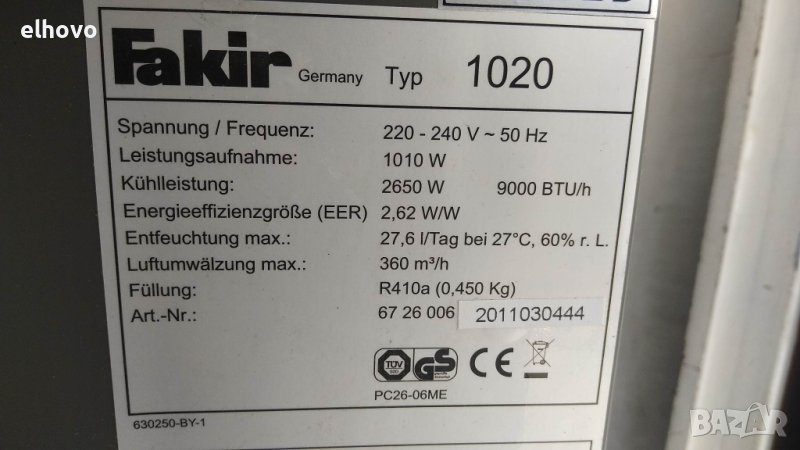 elhovo
Fakir Germany Typ 1020
Spannung / Frequenz: 220 - 240 V ~ 50 Hz
Leistungsaufnahme: 1010 W
Kühlleistung: 2650 W 9000 BTU/h
Energieeffizienzgröße (EER) 2,62 W/W
Entfeuchtung max.: 27,6 l/Tag bei 27°C, 60% r. L.
Luftumwälzung max.: 360 m³/h
Füllung: R410a (0,450 Kg)
Art.-Nr.: 67 26 006 2011030444
TÜV GS CE
PC26-06ME
630250-BY-1
BAZAR